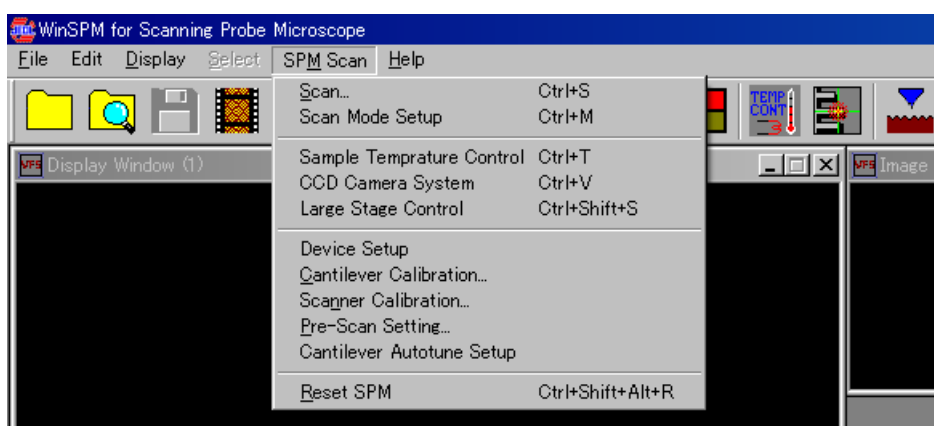 WinSPM for Scanning Probe Microscope
File Edit Display Select SPM Scan Help
TEMP
CONT
Display Window (1)
Image
Scan... Ctrl+S
Scan Mode Setup Ctrl+M
Sample Temprature Control Ctrl+T
CCD Camera System Ctrl+V
Large Stage Control Ctrl+Shift+S
Device Setup
Cantilever Calibration...
Scanner Calibration...
Pre-Scan Setting...
Cantilever Autotune Setup
Reset SPM Ctrl+Shift+Alt+R